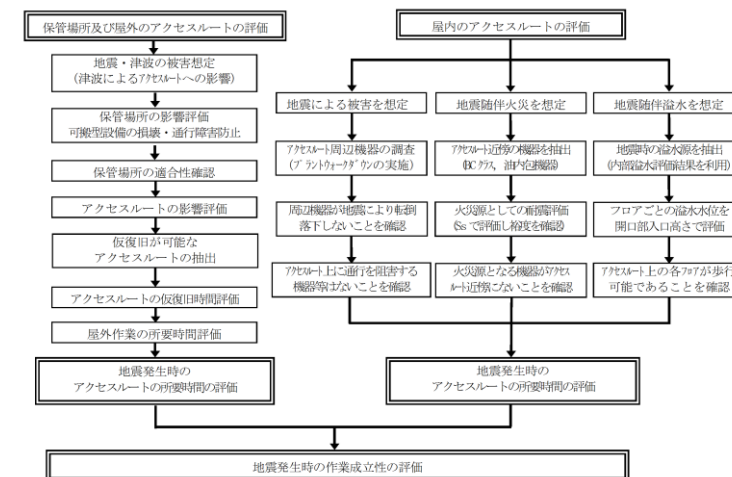 保管場所及び屋外のアクセスルートの評価
地震・津波の被害想定
(津波によるアクセスルートへの影響)
保管場所の影響評価
可搬型設備の損壊・通行障害防止
保管場所の適合性確認
アクセスルートの影響評価
仮復旧が可能な
アクセスルートの抽出
アクセスルートの仮復旧時間評価
屋外作業の所要時間評価
地震発生時の
アクセスルートの所要時間の評価
屋内のアクセスルートの評価
地震による被害を想定
アクセスルート周辺機器の調査
(プラントウォークダウンの実施)
周辺機器が地震により転倒
落下しないことを確認
アクセスルート上に通行を阻害する
機器等はないことを確認
地震随伴火災を想定
アクセスルート近傍の機器を抽出
(BCクラス，油内包機器)
火災源としての耐震評価
(Ssで評価し裕度を確認)
火災源となる機器がアクセス
ルート近傍にないことを確認
地震随伴溢水を想定
地震時の溢水源を抽出
(内部溢水評価結果を利用)
フロアごとの溢水水位を
開口部入口高さで評価
アクセスルート上の各フロアが歩行
可能であることを確認
地震発生時の
アクセスルートの所要時間の評価
地震発生時の作業成立性の評価